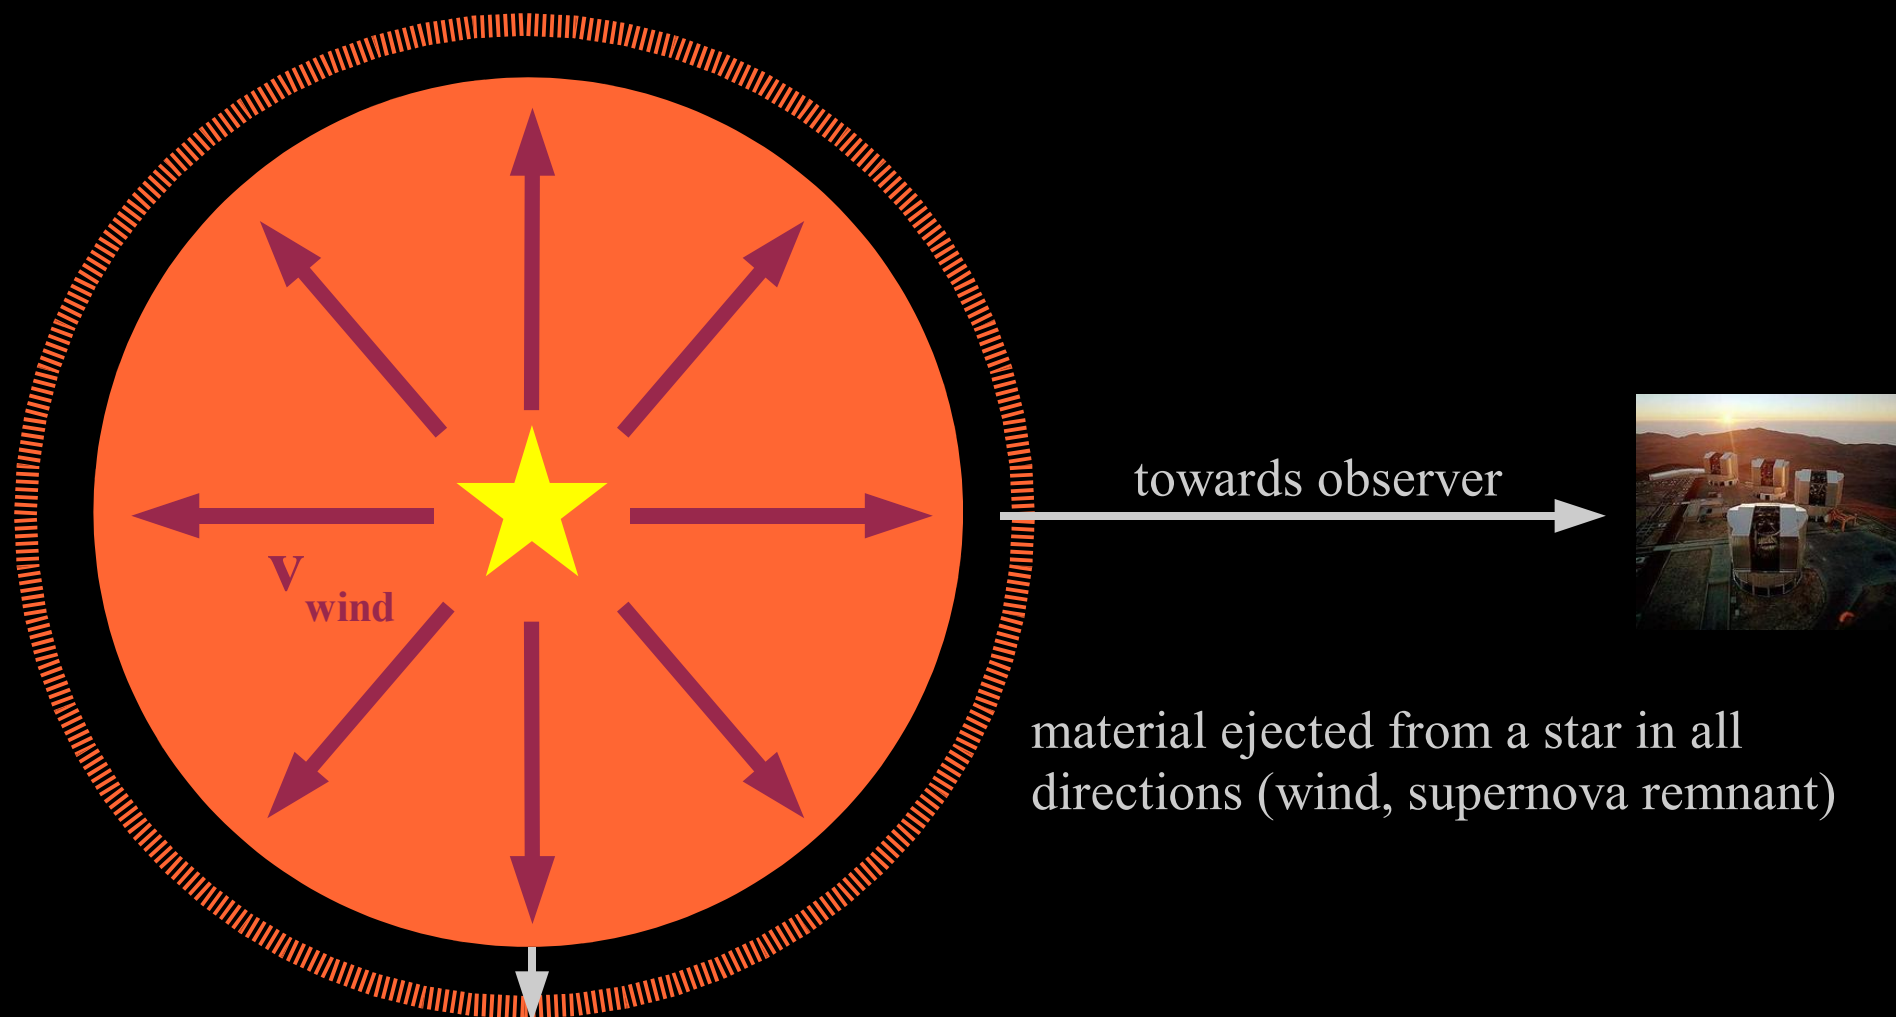 towards observer
v wind
material ejected from a star in all
directions (wind, supernova remnant)